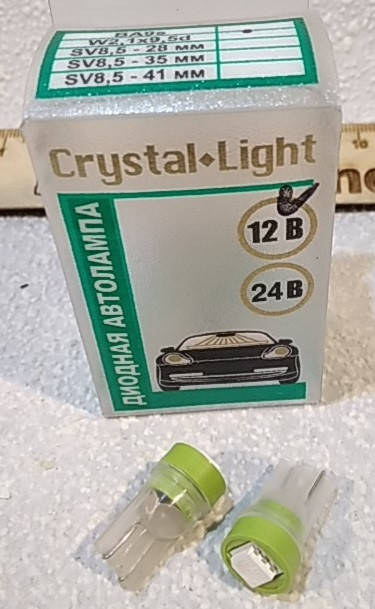 BA9s
W2,1x9,5d
SV8,5 - 28 мм
SV8,5 - 35 мм
SV8,5 - 41 мм
Crystal Light
ДИОДНАЯ АВТОЛАМПА
12 В
24 В
10